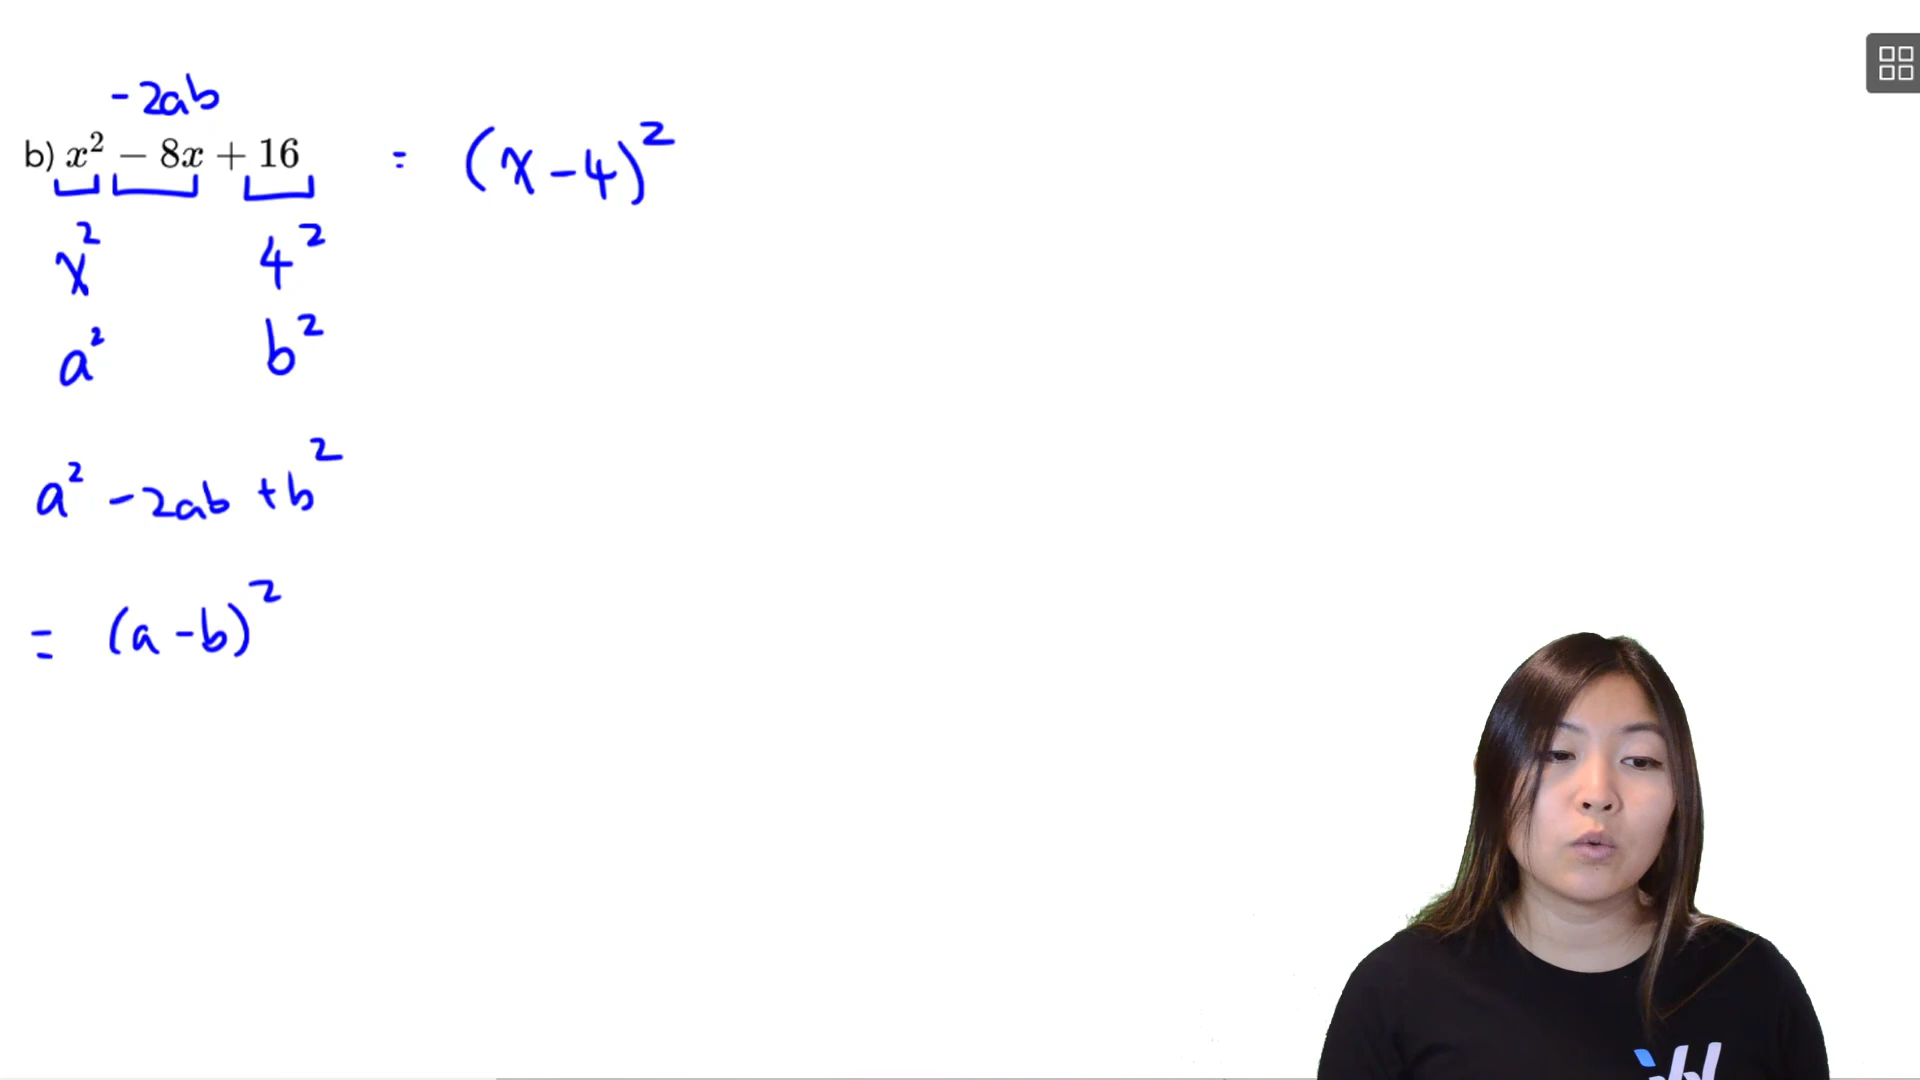 -2ab
b) x² − 8x + 16 = (x-4)²
x² 4²
a² b²
a² -2ab +b²
= (a-b)²